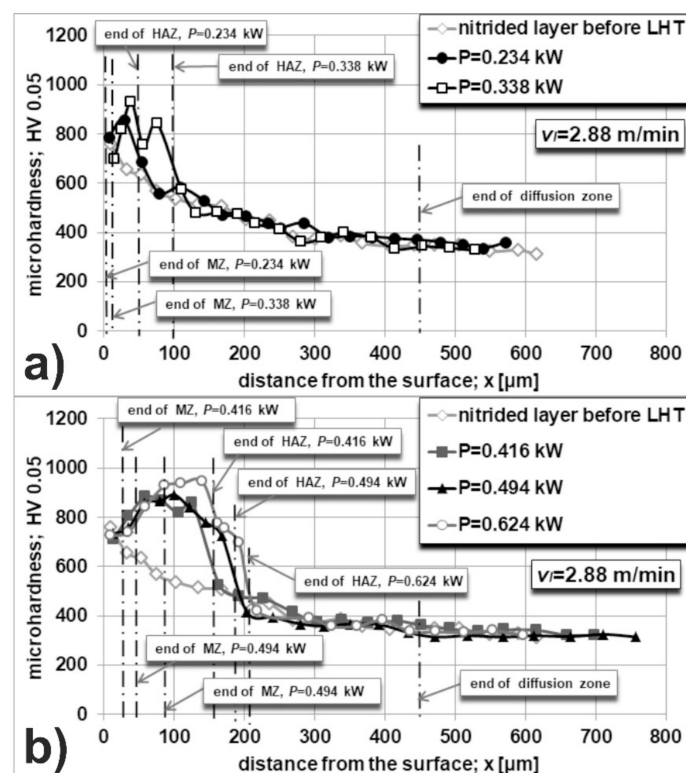 a)
microhardness; HV 0.05
1200
1000
800
600
400
200
0
end of HAZ, P=0.234 kW
end of HAZ, P=0.338 kW
nitrided layer before LHT
P=0.234 kW
P=0.338 kW
vₗ=2.88 m/min
end of diffusion zone
end of MZ, P=0.234 kW
end of MZ, P=0.338 kW
0 100 200 300 400 500 600 700 800
distance from the surface; x [µm]
b)
microhardness; HV 0.05
1200
1000
800
600
400
200
0
end of MZ, P=0.416 kW
end of HAZ, P=0.416 kW
end of HAZ, P=0.494 kW
nitrided layer before LHT
P=0.416 kW
P=0.494 kW
P=0.624 kW
vₗ=2.88 m/min
end of HAZ, P=0.624 kW
end of MZ, P=0.494 kW
end of MZ, P=0.494 kW
end of diffusion zone
0 100 200 300 400 500 600 700 800
distance from the surface; x [µm]